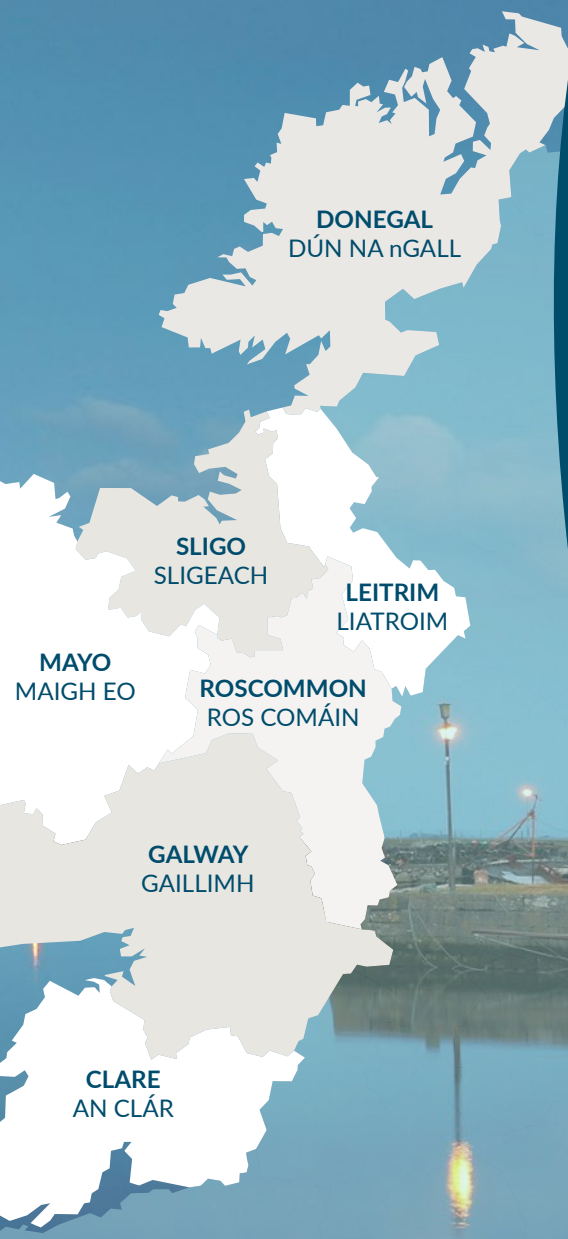 DONEGAL
DÚN NA nGALL
SLIGO
SLIGEACH
LEITRIM
LIATROIM
MAYO
MAIGH EO
ROSCOMMON
ROS COMÁIN
GALWAY
GAILLIMH
CLARE
AN CLÁR